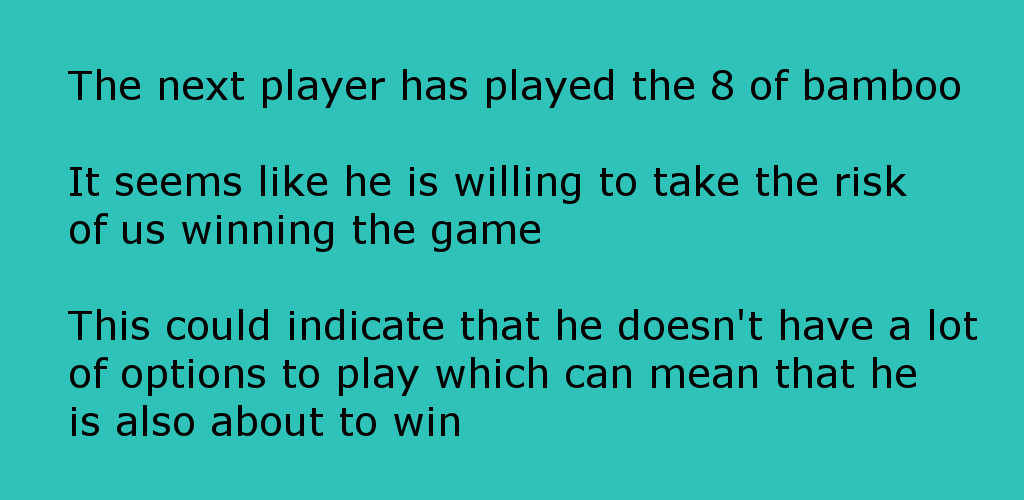 The next player has played the 8 of bamboo
It seems like he is willing to take the risk
of us winning the game
This could indicate that he doesn't have a lot
of options to play which can mean that he
is also about to win